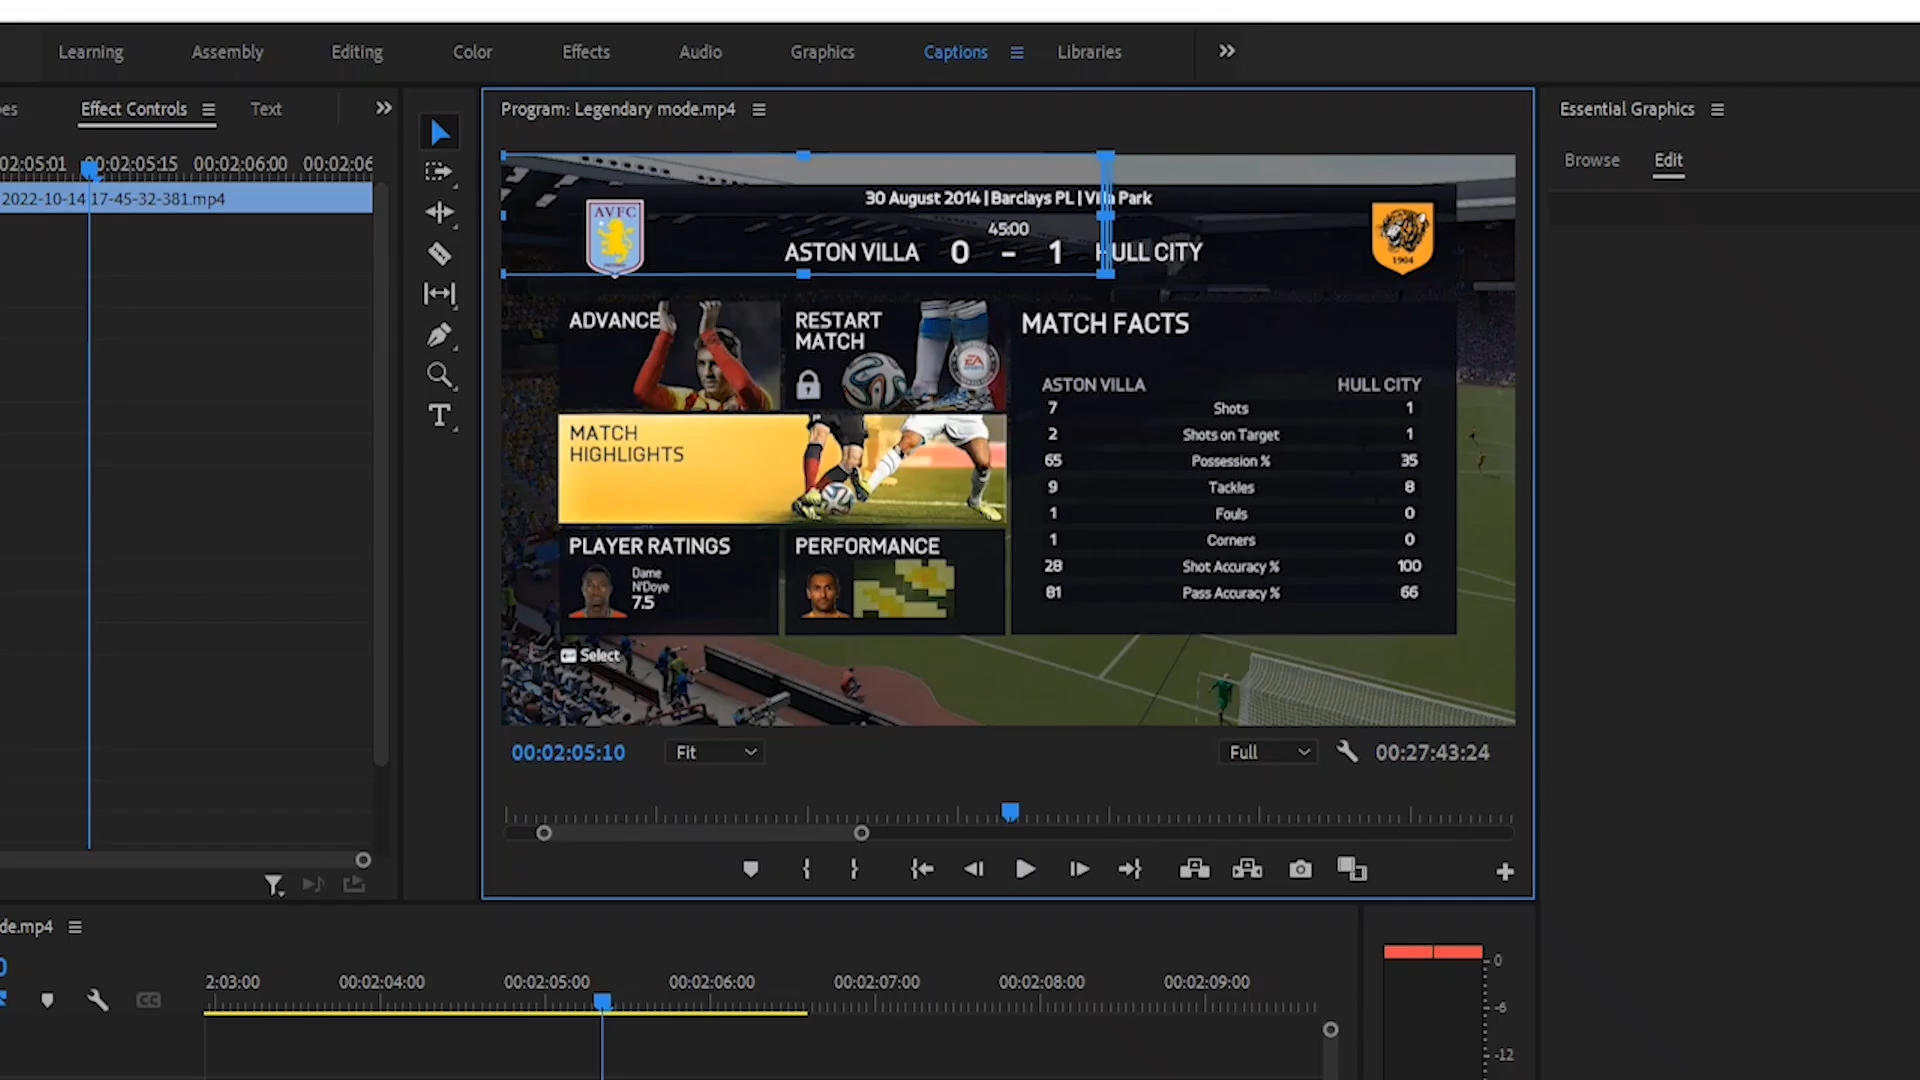 Learning Assembly Editing Color Effects Audio Graphics Captions Libraries
Effect Controls Text
Program: Legendary mode.mp4
Essential Graphics
Browse Edit
02:05:01 00:02:05:15 00:02:06:00 00:02:06
2022-10-14 17-45-32-381.mp4
30 August 2014 | Barclays PL | Villa Park
AVFC
45:00
ASTON VILLA 0 - 1 HULL CITY
1904
ADVANCE
RESTART
MATCH
EA
SPORTS
MATCH
HIGHLIGHTS
PLAYER RATINGS
Dame
N'Doye
7.5
PERFORMANCE
MATCH FACTS
ASTON VILLA HULL CITY
7 Shots 1
2 Shots on Target 1
65 Possession % 35
9 Tackles 8
1 Fouls 0
1 Corners 0
28 Shot Accuracy % 100
81 Pass Accuracy % 66
Select
00:02:05:10 Fit Full 00:27:43:24
de.mp4
2:03:00 00:02:04:00 00:02:05:00 00:02:06:00 00:02:07:00 00:02:08:00 00:02:09:00
CC
0
-6
-12